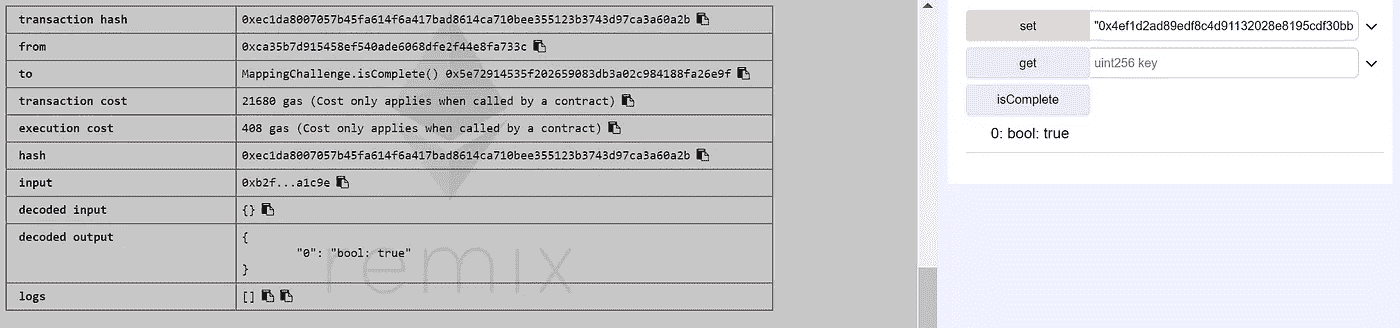 transaction hash 0xec1da8007057b45fa614f6a417bad8614ca710bee355123b3743d97ca3a60a2b
from 0xca35b7d915458ef540ade6068dfe2f44e8fa733c
to MappingChallenge.isComplete() 0x5e72914535f202659083db3a02c984188fa26e9f
transaction cost 21680 gas (Cost only applies when called by a contract)
execution cost 408 gas (Cost only applies when called by a contract)
hash 0xec1da8007057b45fa614f6a417bad8614ca710bee355123b3743d97ca3a60a2b
input 0xb2f...a1c9e
decoded input {}
decoded output {
"0": "bool: true"
}
logs []
remix
set "0x4ef1d2ad89edf8c4d91132028e8195cdf30bb
get uint256 key
isComplete
0: bool: true